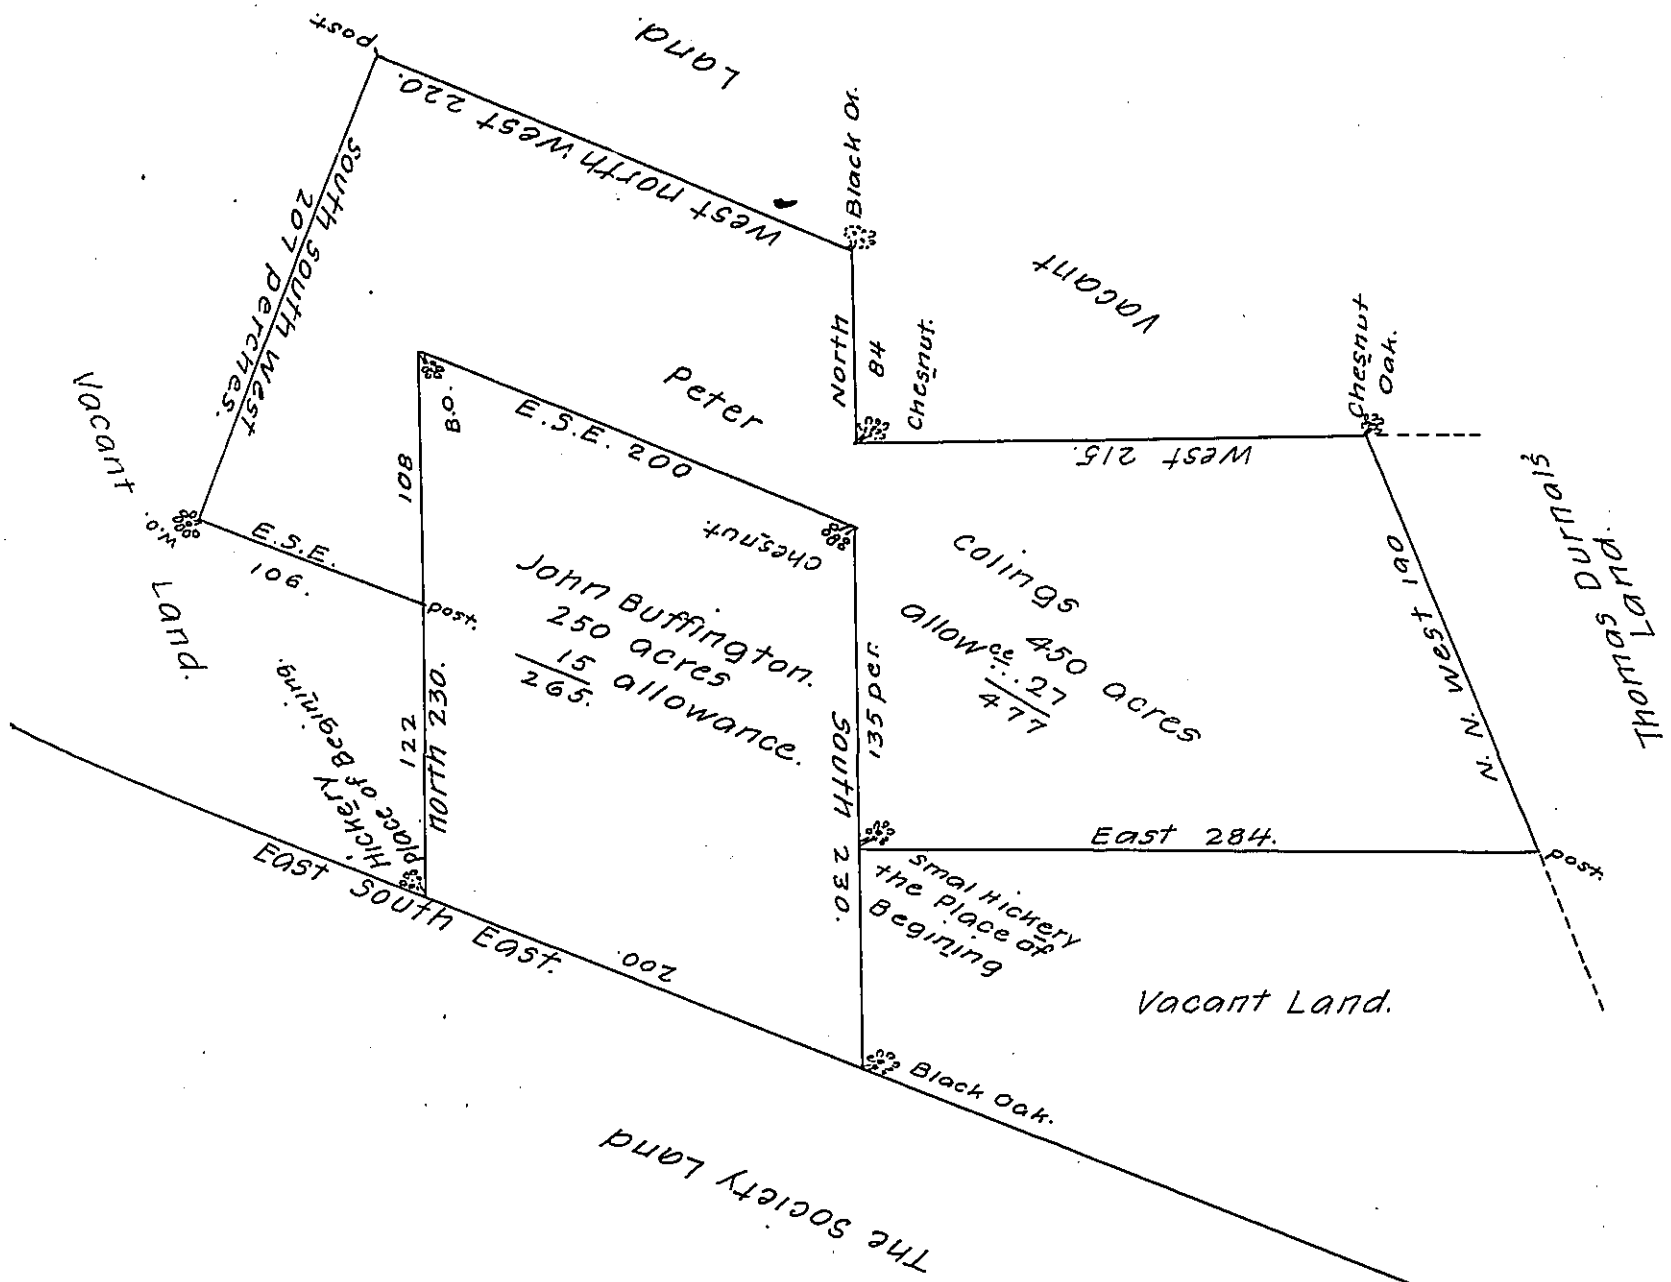 post.
Land
west north west 220.
Black O.
south south west
207 perches.
Vacant
North
84
Chesnut.
Chesnut
Oak.
Peter
B.O.
E.S.E. 200
West 215.
108
Vacant
W.O.
E.S.E.
106.
post.
Land.
Chesnut.
John Buffington.
250 acres
15 allowance.
265.
Colings
450 acres
allowce...27
477
N. N. West 190
Thomas Durnal's
Land.
122
North 230.
Hickery
place of Begining.
135 per.
South 230.
East 284.
post.
smal Hickery
the Place of
Begining
East South East.
200.
Vacant Land.
Black Oak.
The Society Land